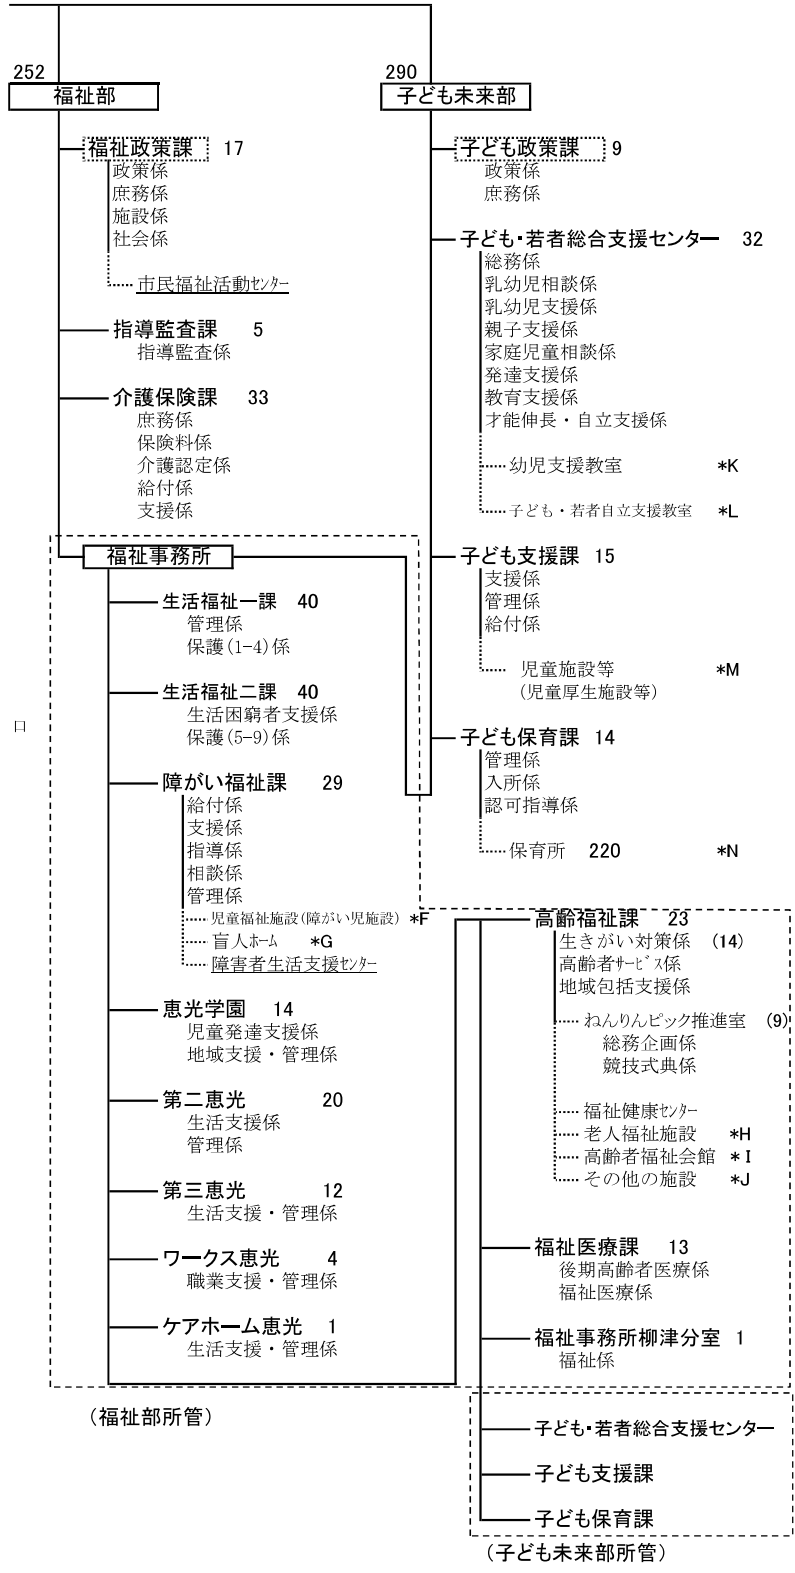 252
福祉部
福祉政策課 17
政策係
庶務係
施設係
社会係
市民福祉活動ｾﾝﾀｰ
指導監査課 5
指導監査係
介護保険課 33
庶務係
保険料係
介護認定係
給付係
支援係
福祉事務所
生活福祉一課 40
管理係
保護(1-4)係
生活福祉二課 40
生活困窮者支援係
保護(5-9)係
障がい福祉課 29
給付係
支援係
指導係
相談係
管理係
児童福祉施設(障がい児施設) *F
盲人ﾎｰﾑ *G
障害者生活支援ｾﾝﾀｰ
恵光学園 14
児童発達支援係
地域支援・管理係
第二恵光 20
生活支援係
管理係
第三恵光 12
生活支援・管理係
ワークス恵光 4
職業支援・管理係
ケアホーム恵光 1
生活支援・管理係
（福祉部所管）
口
290
子ども未来部
子ども政策課 9
政策係
庶務係
子ども・若者総合支援センター 32
総務係
乳幼児相談係
乳幼児支援係
親子支援係
家庭児童相談係
発達支援係
教育支援係
才能伸長・自立支援係
幼児支援教室 *K
子ども・若者自立支援教室 *L
子ども支援課 15
支援係
管理係
給付係
児童施設等 *M
(児童厚生施設等)
子ども保育課 14
管理係
入所係
認可指導係
保育所 220 *N
高齢福祉課 23
生きがい対策係 (14)
高齢者ｻｰﾋﾞｽ係
地域包括支援係
ねんりんピック推進室 (9)
総務企画係
競技式典係
福祉健康ｾﾝﾀｰ
老人福祉施設 *H
高齢者福祉会館 *I
その他の施設 *J
福祉医療課 13
後期高齢者医療係
福祉医療係
福祉事務所柳津分室 1
福祉係
子ども・若者総合支援センター
子ども支援課
子ども保育課
（子ども未来部所管）